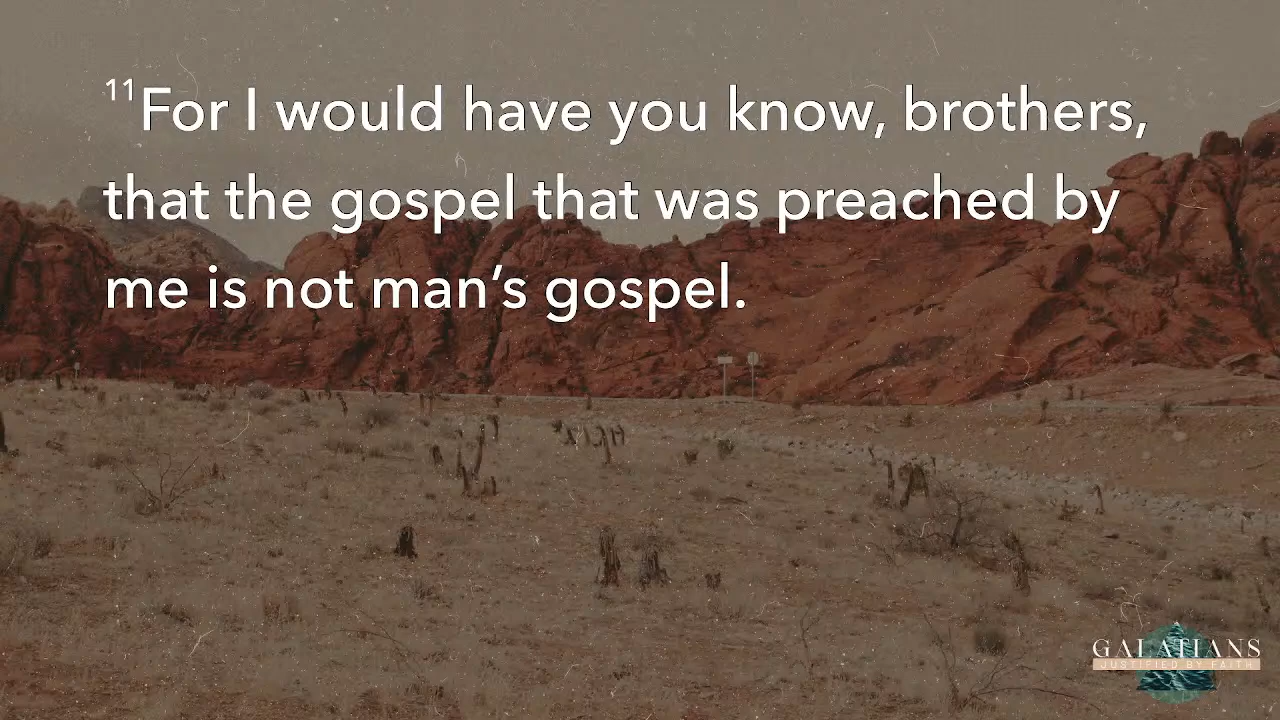 ¹¹For I would have you know, brothers,
that the gospel that was preached by
me is not man’s gospel.
GALATIANS
JUSTIFIED BY FAITH